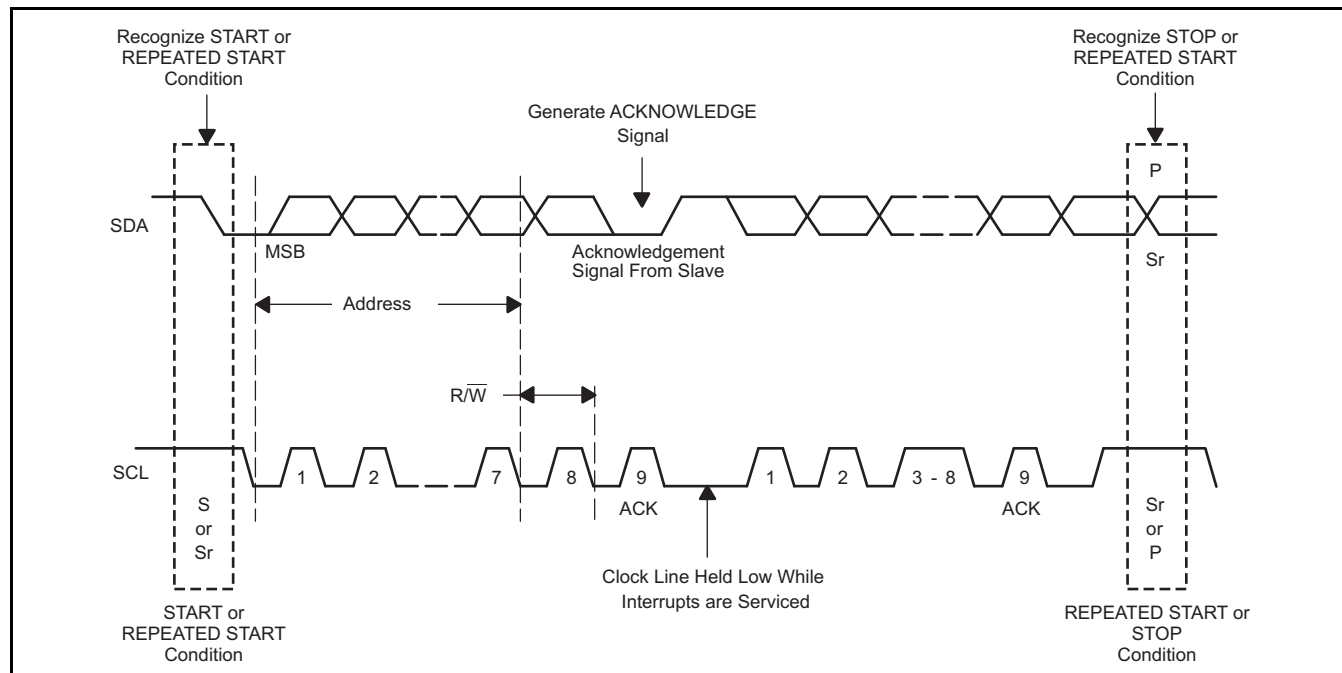 Recognize START or
REPEATED START
Condition
Recognize STOP or
REPEATED START
Condition
Generate ACKNOWLEDGE
Signal
P
SDA
MSB
Acknowledgement
Signal From Slave
Sr
Address
R/W̅
SCL
1
2
7
8
9
1
2
3 - 8
9
ACK
ACK
S
or
Sr
Sr
or
P
Clock Line Held Low While
Interrupts are Serviced
START or
REPEATED START
Condition
REPEATED START or
STOP
Condition